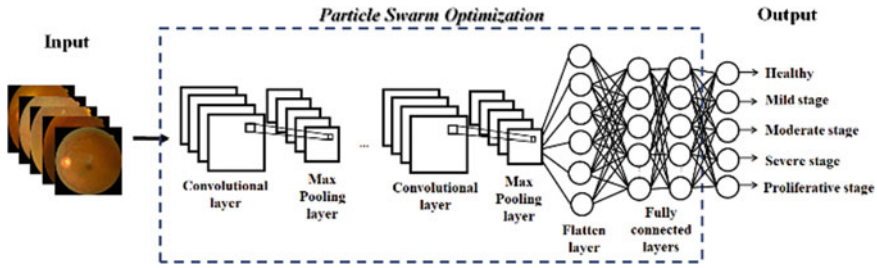 Particle Swarm Optimization
Input
Output
Convolutional
layer
Max
Pooling
layer
...
Convolutional
layer
Max
Pooling
layer
Flatten
layer
Fully
connected
layers
Healthy
Mild stage
Moderate stage
Severe stage
Proliferative stage